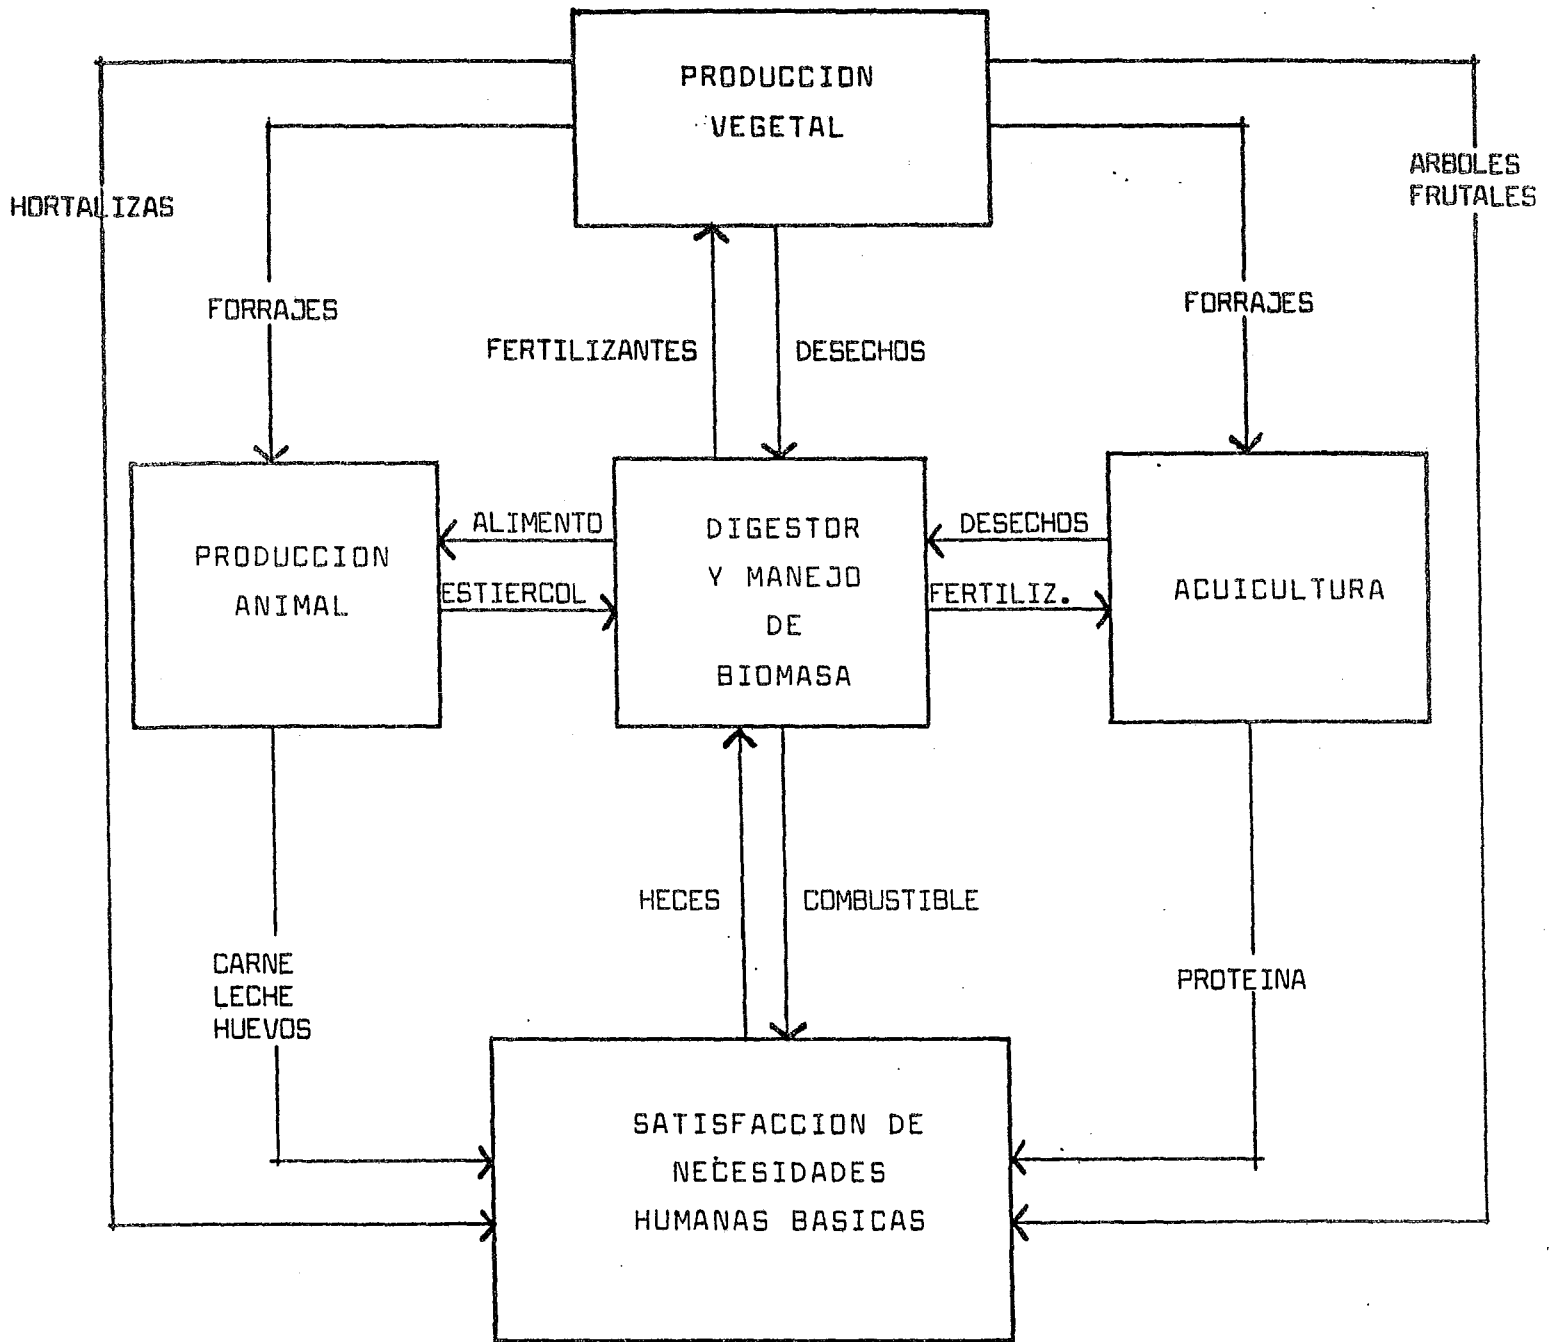 PRODUCCION
VEGETAL
ARBOLES
FRUTALES
HORTALIZAS
FORRAJES
FORRAJES
FERTILIZANTES
DESECHOS
ALIMENTO
ESTIERCOL
PRODUCCION
ANIMAL
DIGESTOR
Y MANEJO
DE
BIOMASA
DESECHOS
FERTILIZ.
ACUICULTURA
HECES
COMBUSTIBLE
CARNE
LECHE
HUEVOS
PROTEINA
SATISFACCION DE
NECESIDADES
HUMANAS BASICAS